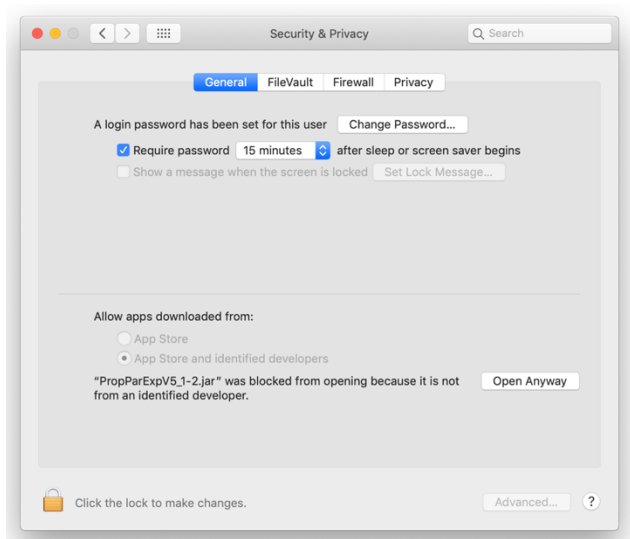 Security & Privacy
Search
General FileVault Firewall Privacy
A login password has been set for this user Change Password...
Require password 15 minutes after sleep or screen saver begins
Show a message when the screen is locked Set Lock Message...
Allow apps downloaded from:
App Store
App Store and identified developers
“PropParExpV5_1-2.jar” was blocked from opening because it is not
from an identified developer.
Open Anyway
Click the lock to make changes.
Advanced... ?